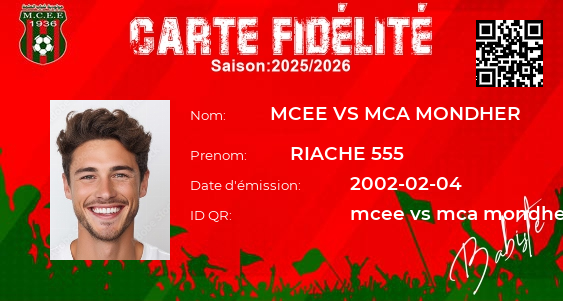 M.C.E.E
1936
CARTE FIDÉLITÉ
Saison:2025/2026
Nom: MCEE VS MCA MONDHER
Prenom: RIACHE 555
Date d'émission: 2002-02-04
ID QR: mcee vs mca mondhe
Babiste